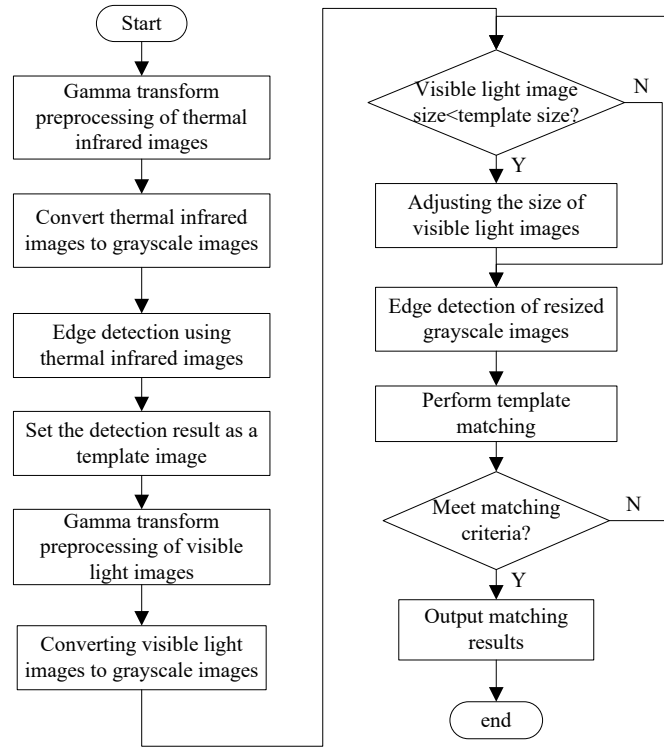 Start
Gamma transform
preprocessing of thermal
infrared images
Convert thermal infrared
images to grayscale images
Edge detection using
thermal infrared images
Set the detection result as a
template image
Gamma transform
preprocessing of visible
light images
Converting visible light
images to grayscale images
Visible light image
size<template size?
N
Y
Adjusting the size of
visible light images
Edge detection of resized
grayscale images
Perform template
matching
Meet matching
criteria?
N
Y
Output matching
results
end